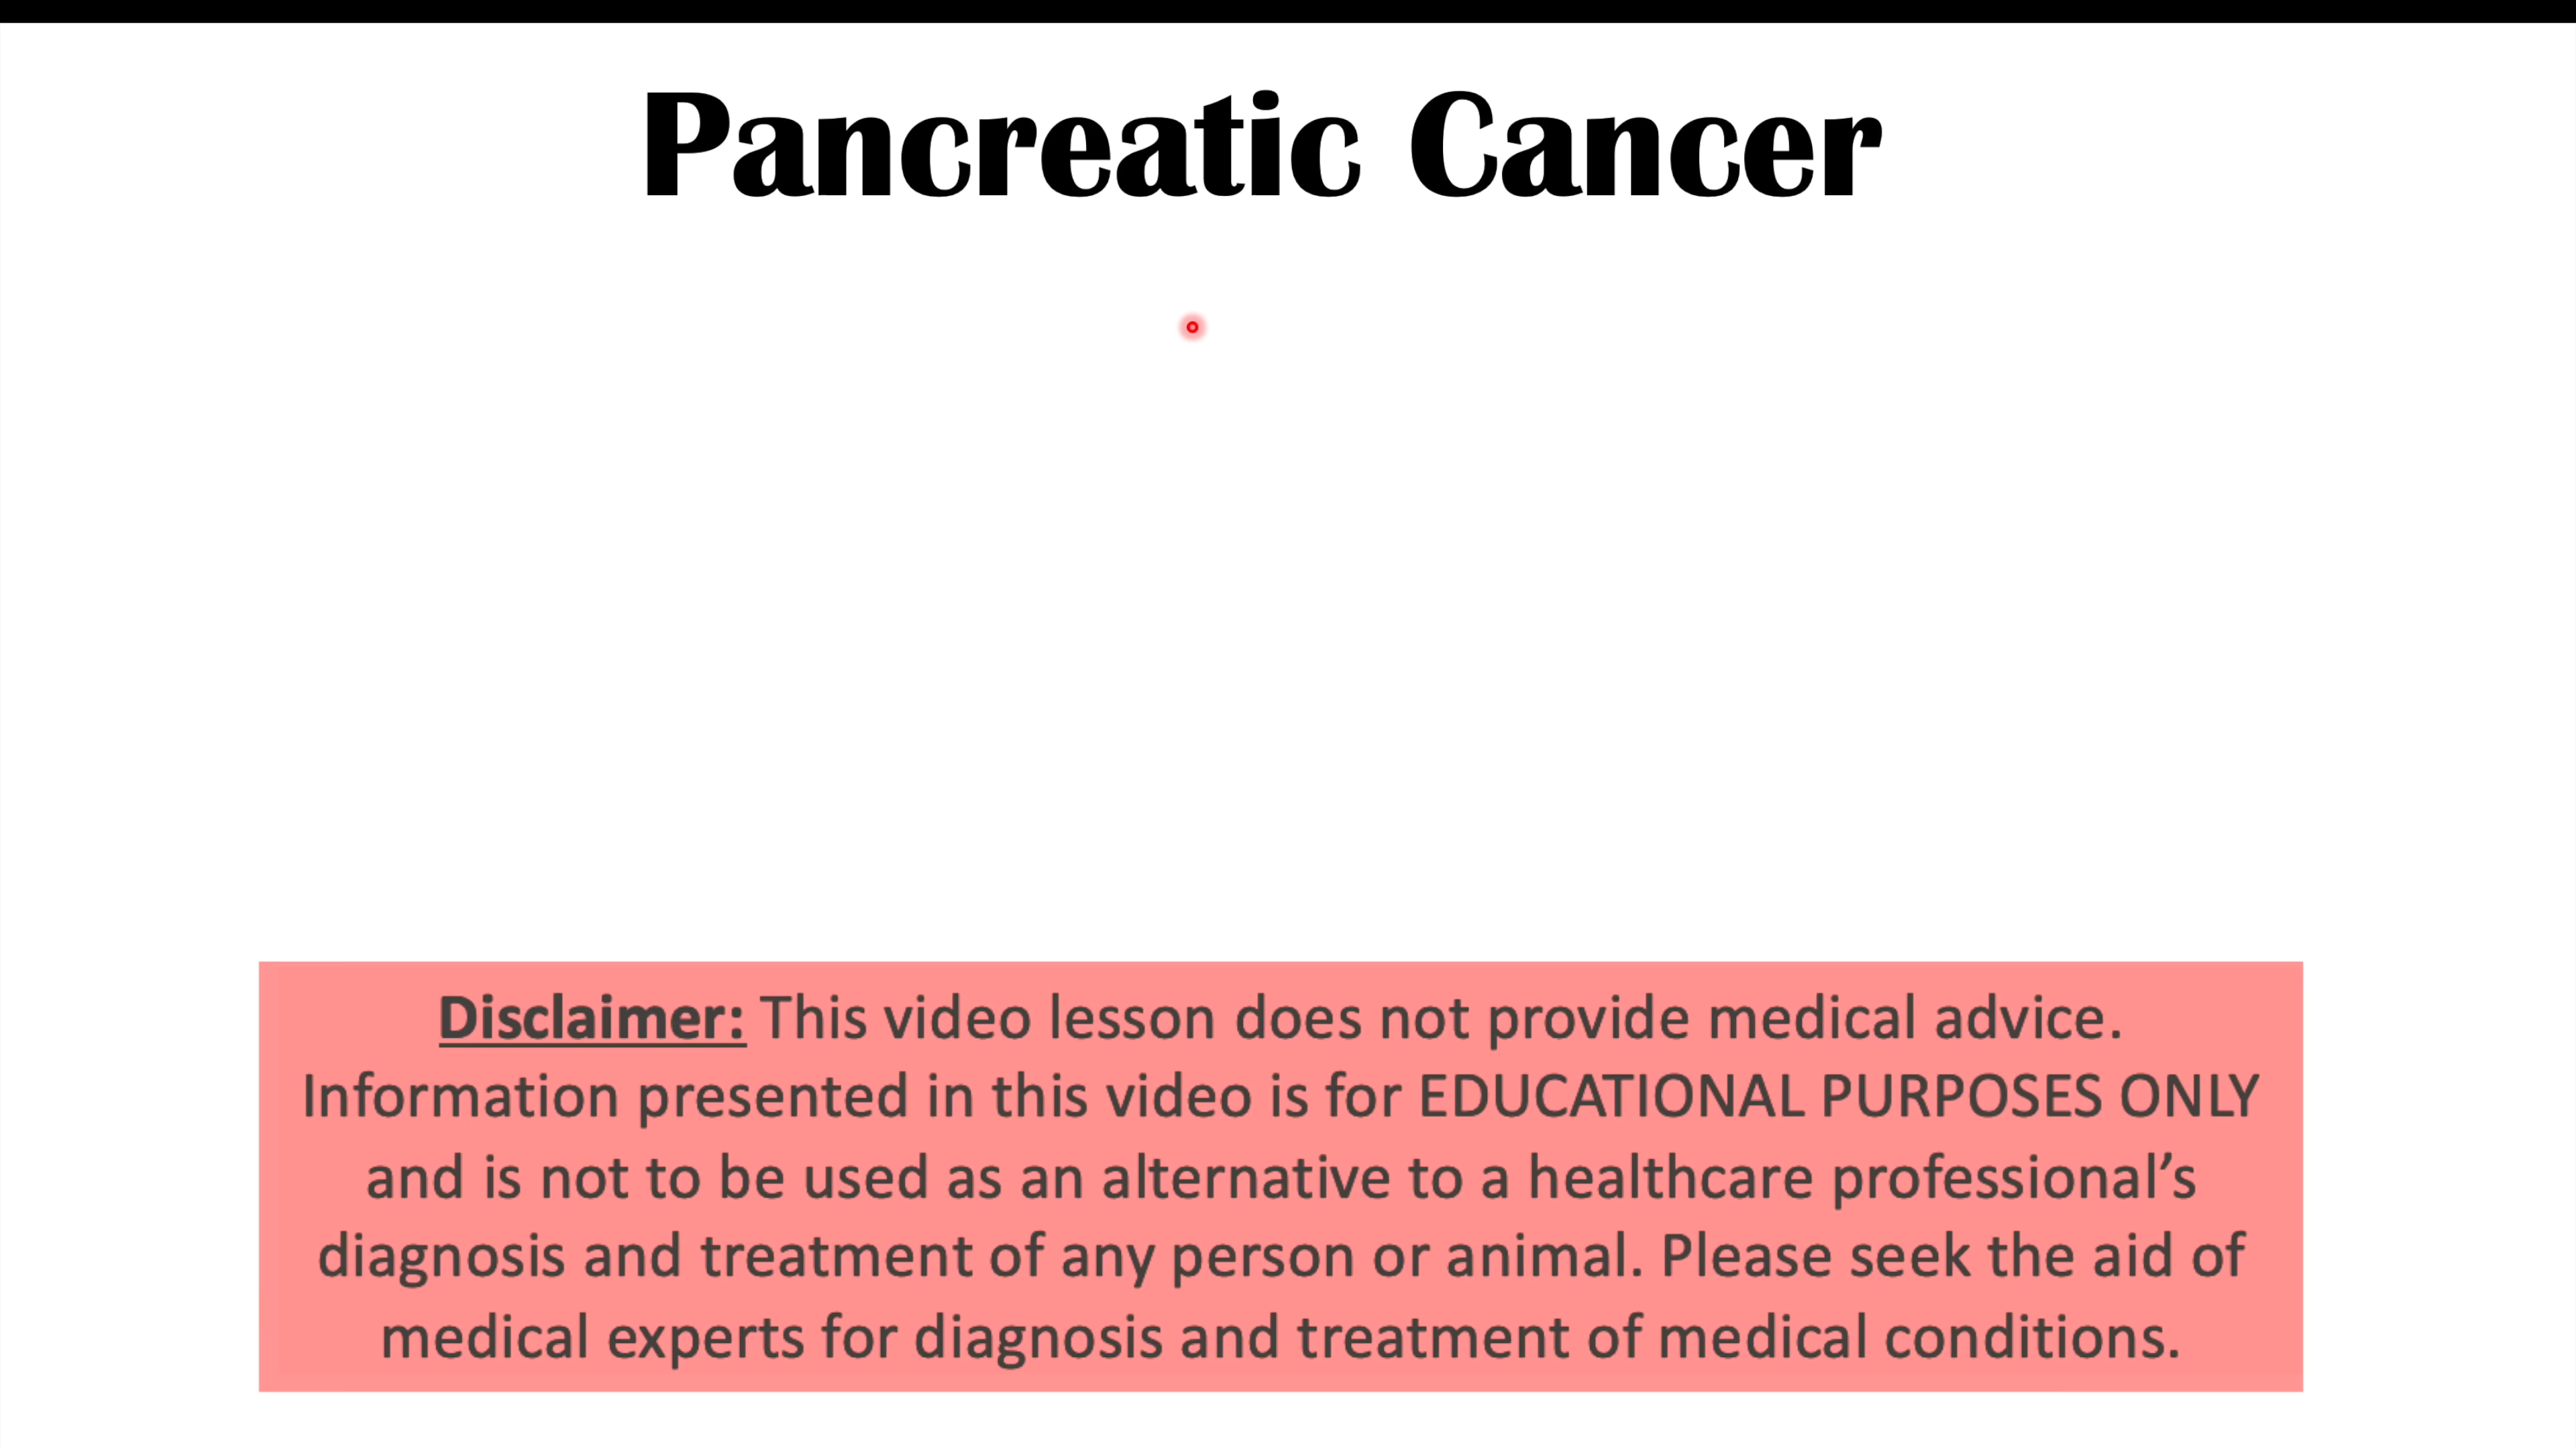 Pancreatic Cancer
Disclaimer: This video lesson does not provide medical advice.
Information presented in this video is for EDUCATIONAL PURPOSES ONLY
and is not to be used as an alternative to a healthcare professional’s
diagnosis and treatment of any person or animal. Please seek the aid of
medical experts for diagnosis and treatment of medical conditions.